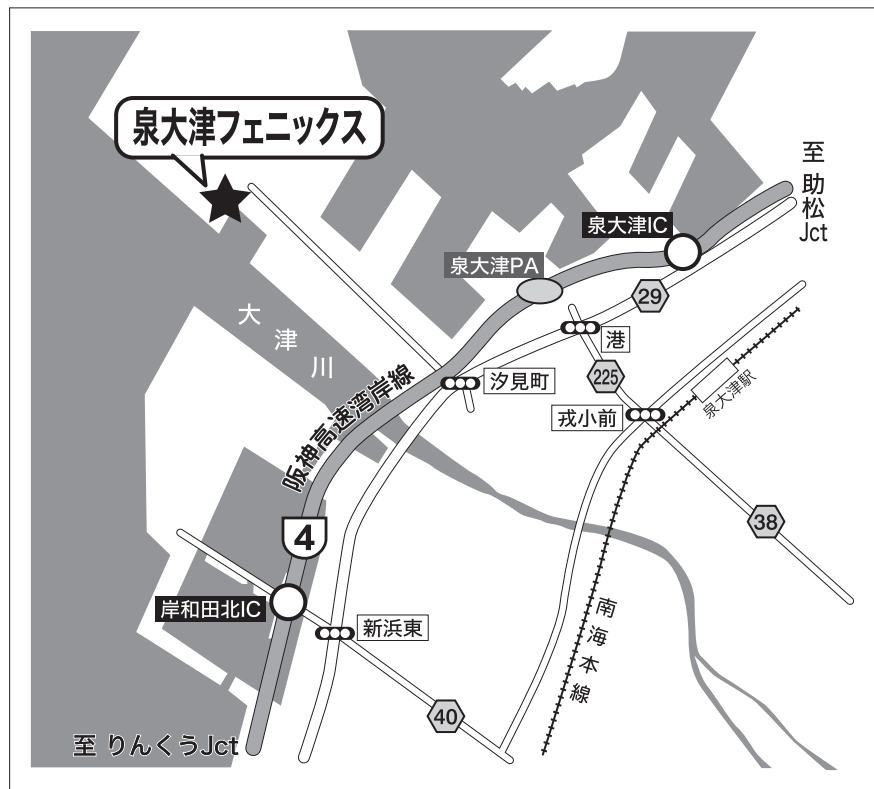 泉大津フェニックス
至 助松Jct
泉大津IC
泉大津PA
29
大津川
港
225
汐見町
戎小前
泉大津駅
阪神高速湾岸線
4
38
岸和田北IC
新浜東
南海本線
40
至 りんくうJct